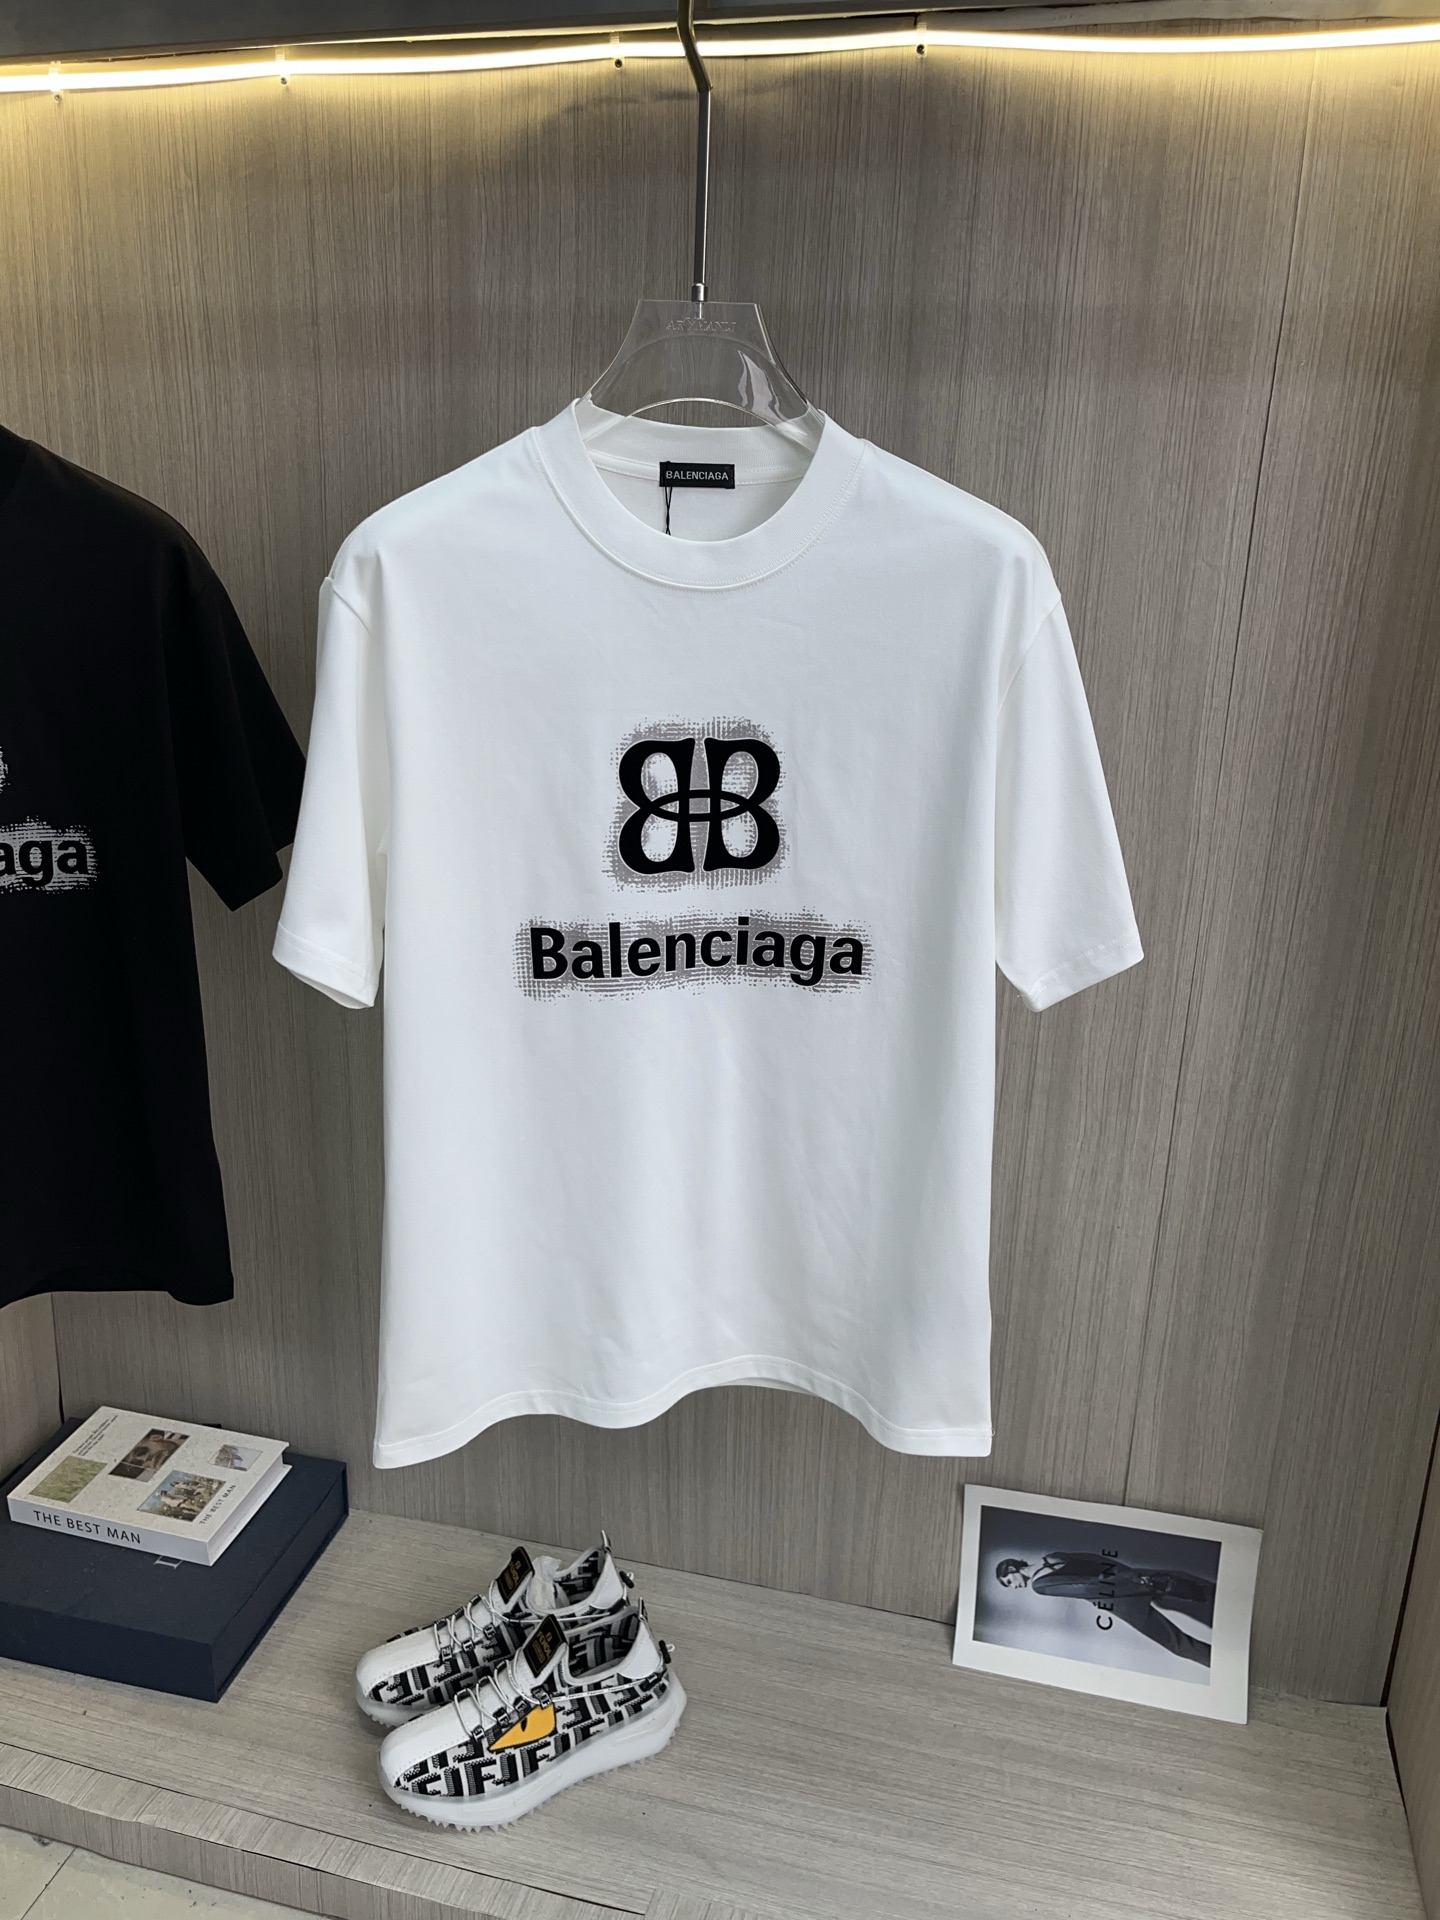 BALENCIAGA
BB
Balenciaga
aga
THE BEST MAN
THE BEST MAN
CELINE